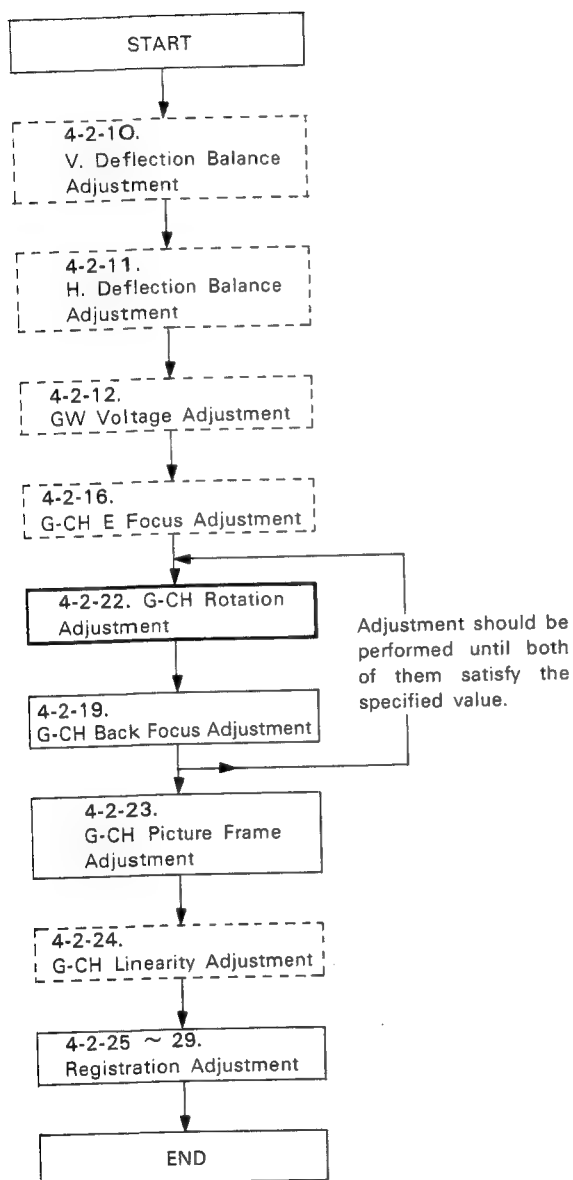 START
4-2-10.
V. Deflection Balance
Adjustment
4-2-11.
H. Deflection Balance
Adjustment
4-2-12.
GW Voltage Adjustment
4-2-16.
G-CH E Focus Adjustment
4-2-22. G-CH Rotation
Adjustment
Adjustment should be
performed until both
of them satisfy the
specified value.
4-2-19.
G-CH Back Focus Adjustment
4-2-23.
G-CH Picture Frame
Adjustment
4-2-24.
G-CH Linearity Adjustment
4-2-25 ~ 29.
Registration Adjustment
END